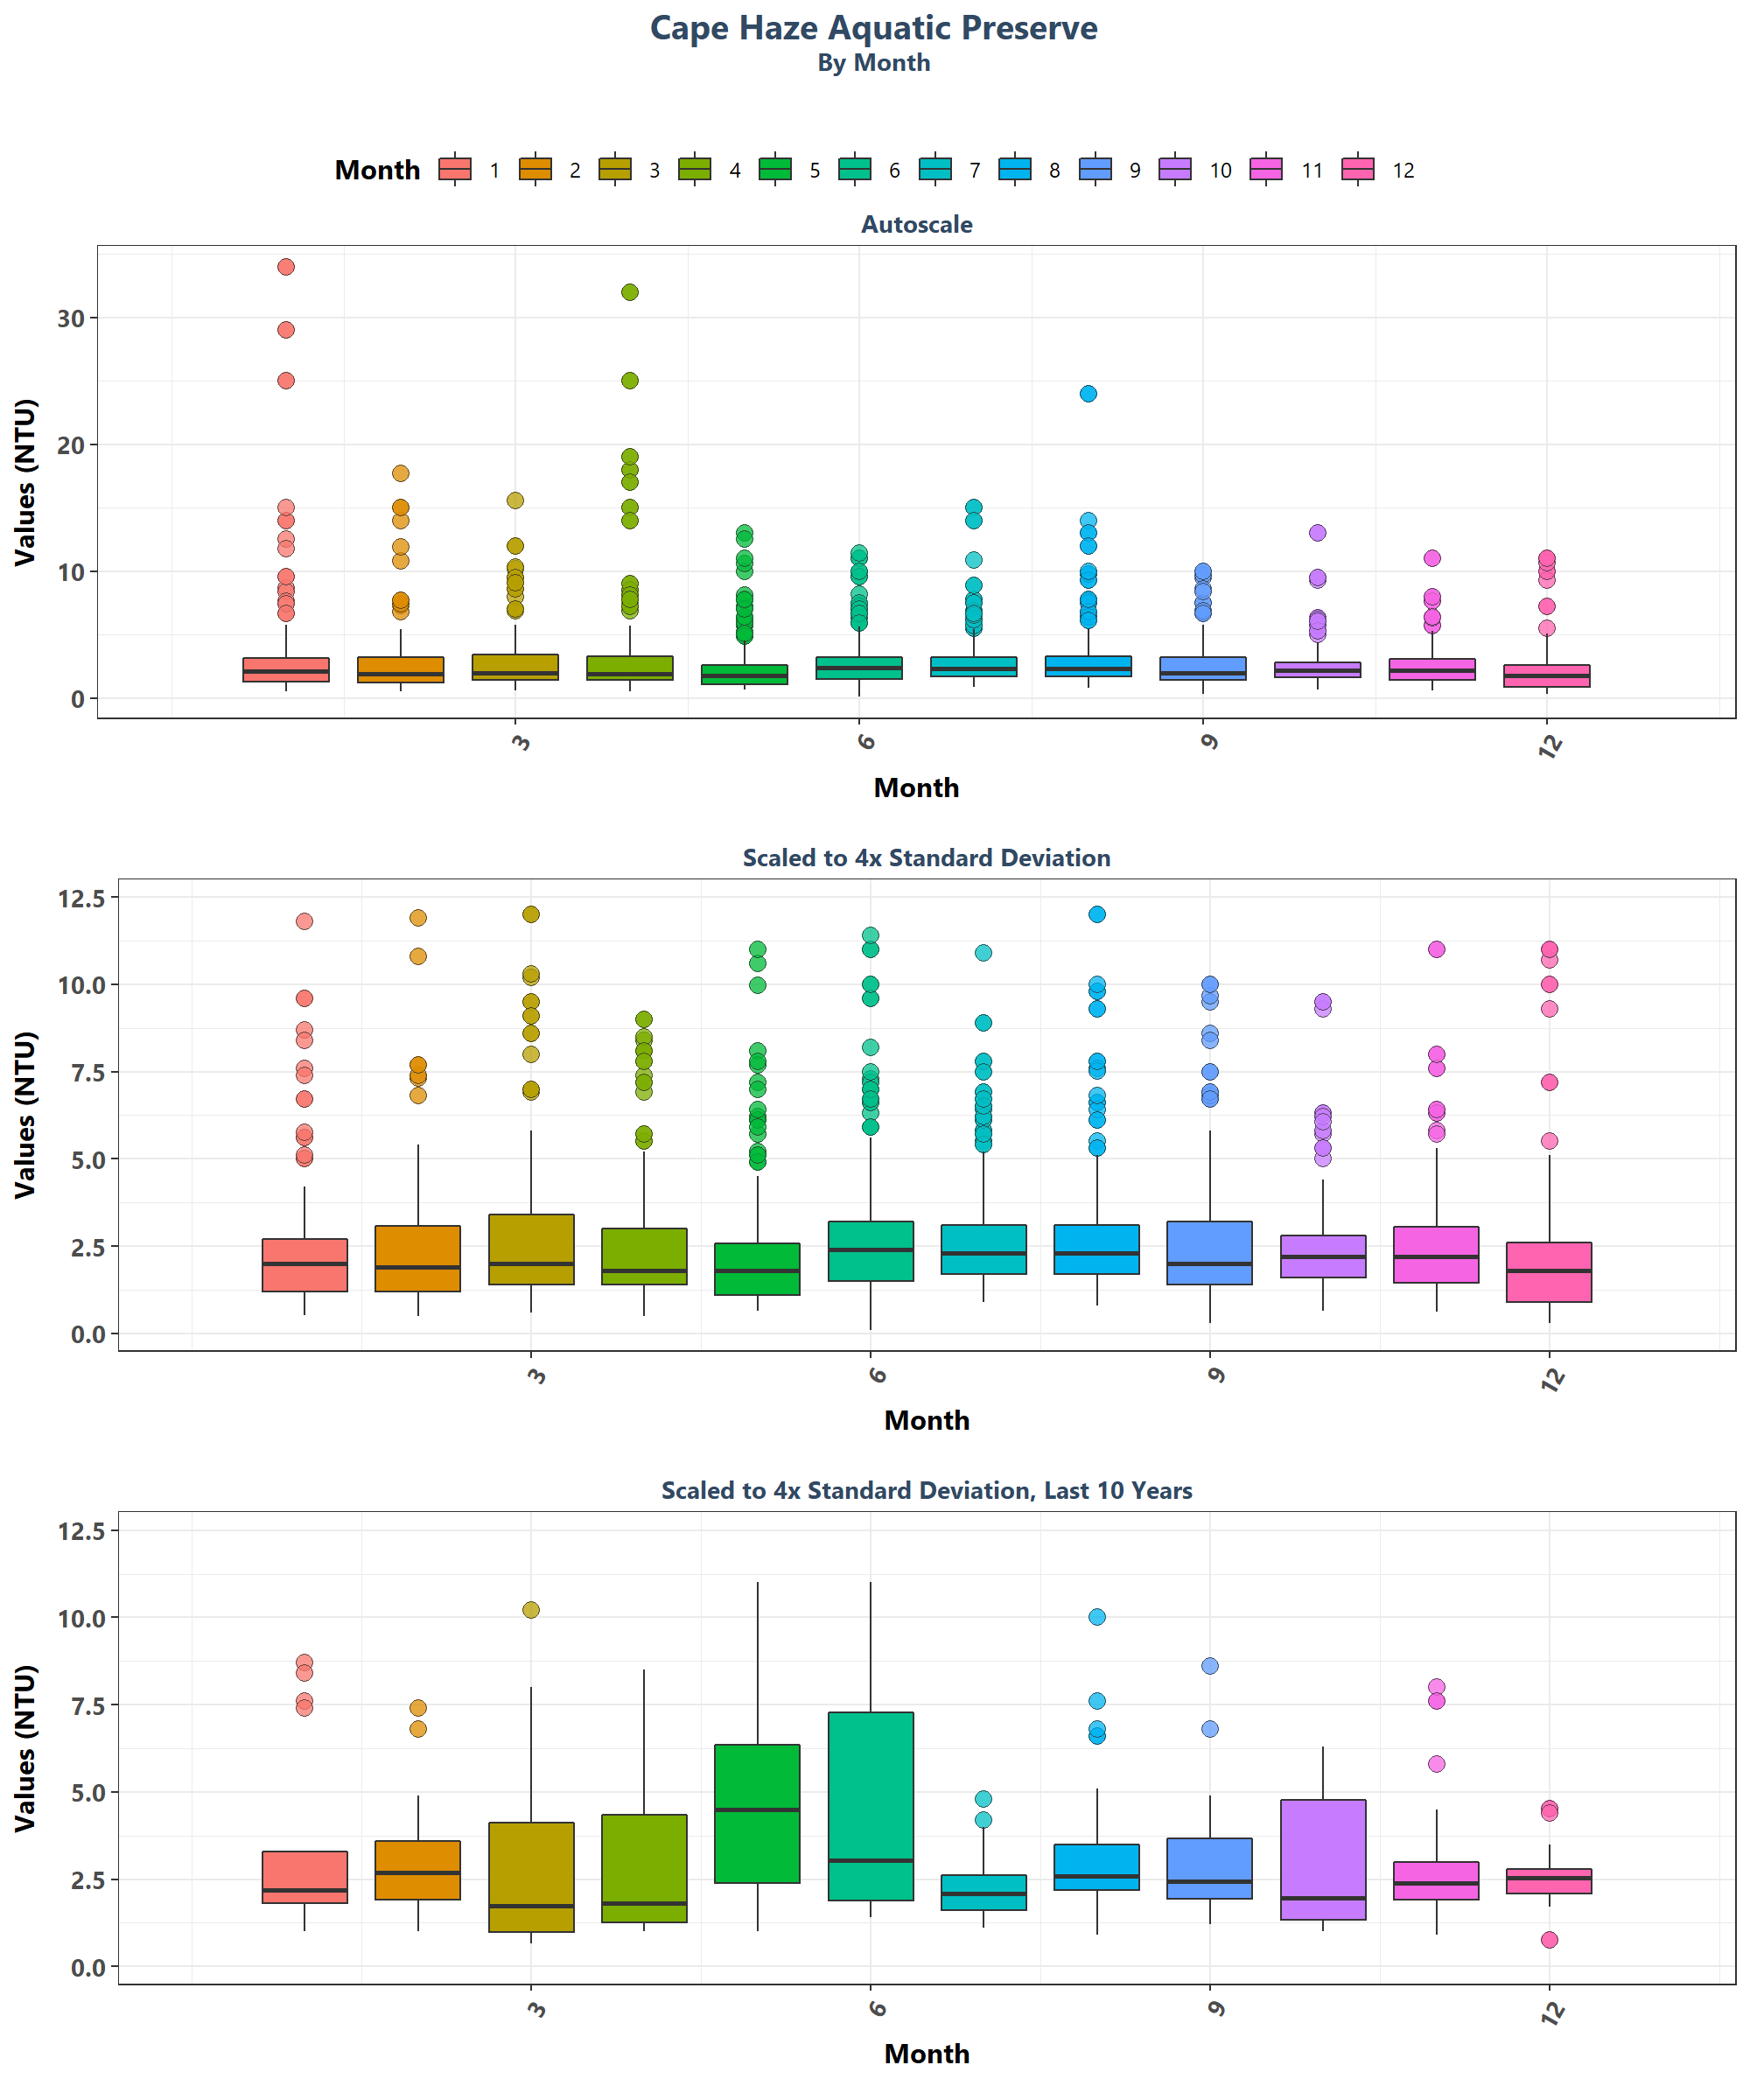 Cape Haze Aquatic Preserve
By Month
Month 1 2 3 4 5 6 7 8 9 10 11 12
Autoscale
Values (NTU)
30
20
10
0
3 6 9 12
Month
Scaled to 4x Standard Deviation
Values (NTU)
12.5
10.0
7.5
5.0
2.5
0.0
3 6 9 12
Month
Scaled to 4x Standard Deviation, Last 10 Years
Values (NTU)
12.5
10.0
7.5
5.0
2.5
0.0
3 6 9 12
Month